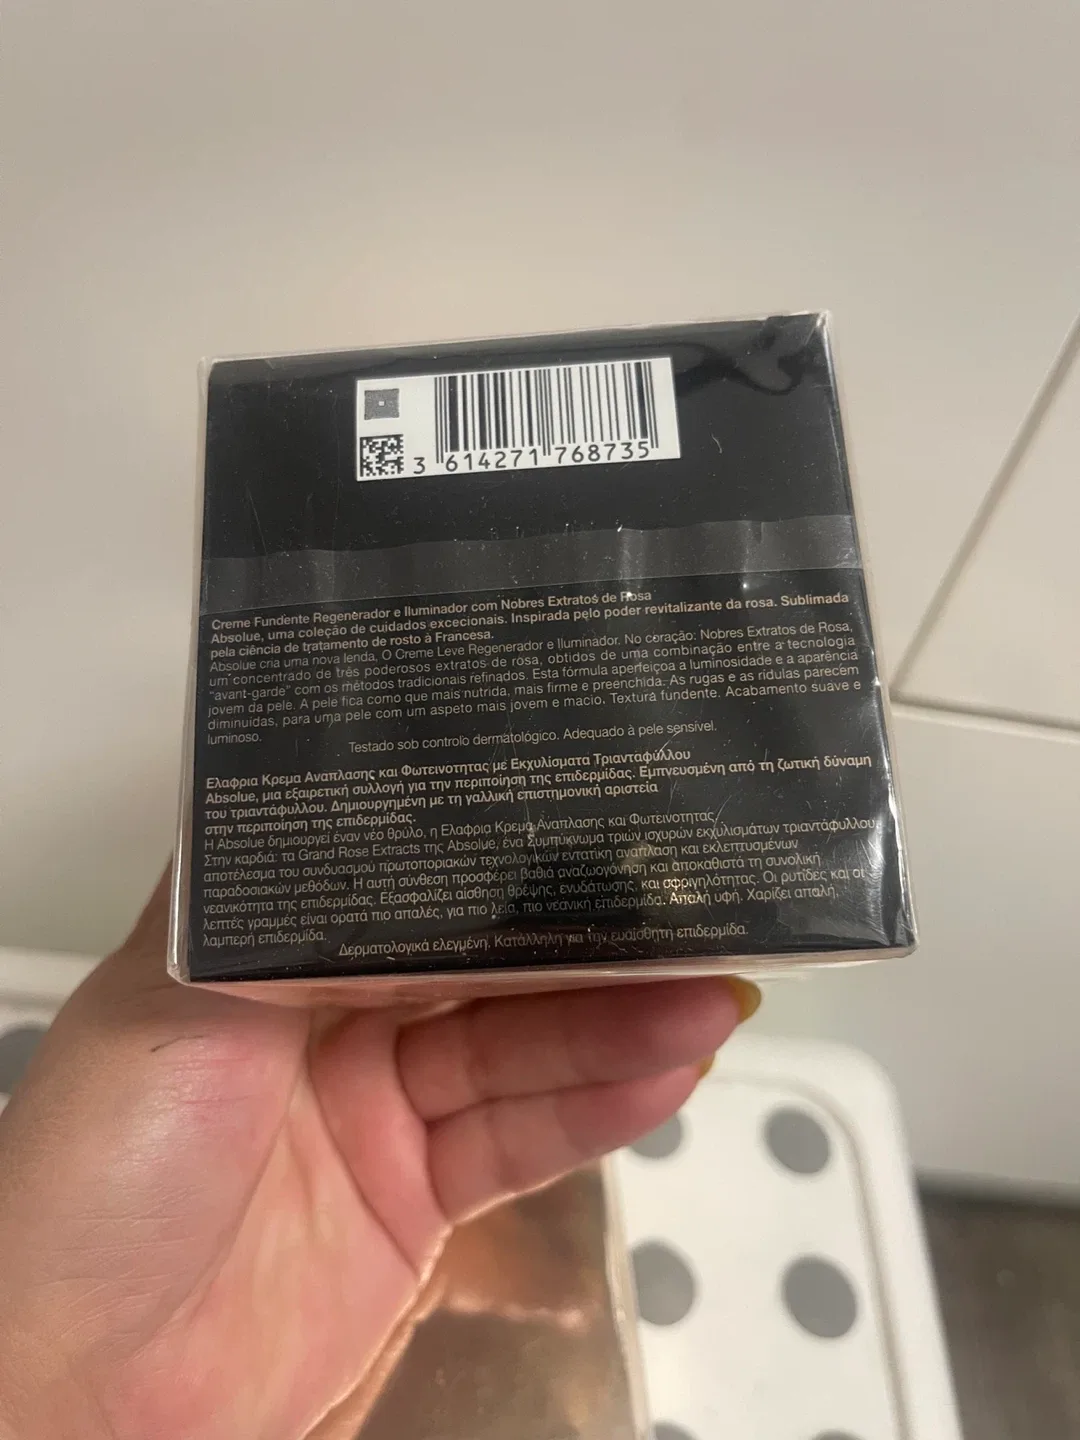 3 614271 768735
Creme Fundente Regenerador e Iluminador com Nobres Extratos de Rosa
Absolue, uma coleção de cuidados excecionais. Inspirada pelo poder revitalizante da rosa. Sublimada
pela ciência de tratamento de rosto à Francesa.
Absolue cria uma nova lenda, O Creme Leve Regenerador e Iluminador. No coração: Nobres Extratos de Rosa,
um concentrado de três poderosos extratos de rosa, obtidos de uma combinação entre a tecnologia
"avant-garde" com os métodos tradicionais refinados. Esta fórmula aperfeiçoa a luminosidade e a aparência
jovem da pele. A pele fica como que mais nutrida, mais firme e preenchida. As rugas e as rídulas parecem
diminuídas, para uma pele com um aspeto mais jovem e macio. Textura fundente. Acabamento suave e
luminoso.
Testado sob controlo dermatológico. Adequado à pele sensível.
Ελαφρια Κρεμα Αναπλασης και Φωτεινοτητας με Εκχυλίσματα Τριαντάφύλλου
Absolue, μια εξαιρετική συλλογή για την περιποίηση της επιδερμίδας. Εμπνευσμένη από τη ζωτική δύναμη
του τριαντάφυλλου. Δημιουργημένη με τη γαλλική επιστημονική αριστεία
στην περιποίηση της επιδερμίδας.
Η Absolue δημιουργεί έναν νέο θρύλο, η Ελαφρια Κρεμα Αναπλασης και Φωτεινοτητας
Στην καρδιά: τα Grand Rose Extracts της Absolue, ένα Συμπύκνωμα τριών ισχυρών εκχυλισμάτων τριαντάφυλλου,
αποτέλεσμα του συνδυασμού πρωτοποριακών τεχνολογικών εντατίκη αναπλαση και εκλεπτυσμένων
παραδοσιακών μεθόδων. Η αυτή σύνθεση προσφέρει βαθιά αναζωογόνηση και αποκαθιστά τη συνολική
νεανικότητα της επιδερμίδας. Εξασφαλίζει αίσθηση θρέψης, ενυδάτωσης, και σφριγηλότητας. Οι ρυτίδες και οι
λεπτές γραμμές είναι ορατά πιο απαλές, για πιο λεία, πιο νεανική επιδερμίδα. Απαλή υφή. Χαρίζει απαλή,
λαμπερή επιδερμίδα.
Δερματολογικά ελεγμένη. Κατάλληλη για την ευαίσθητη επιδερμίδα.